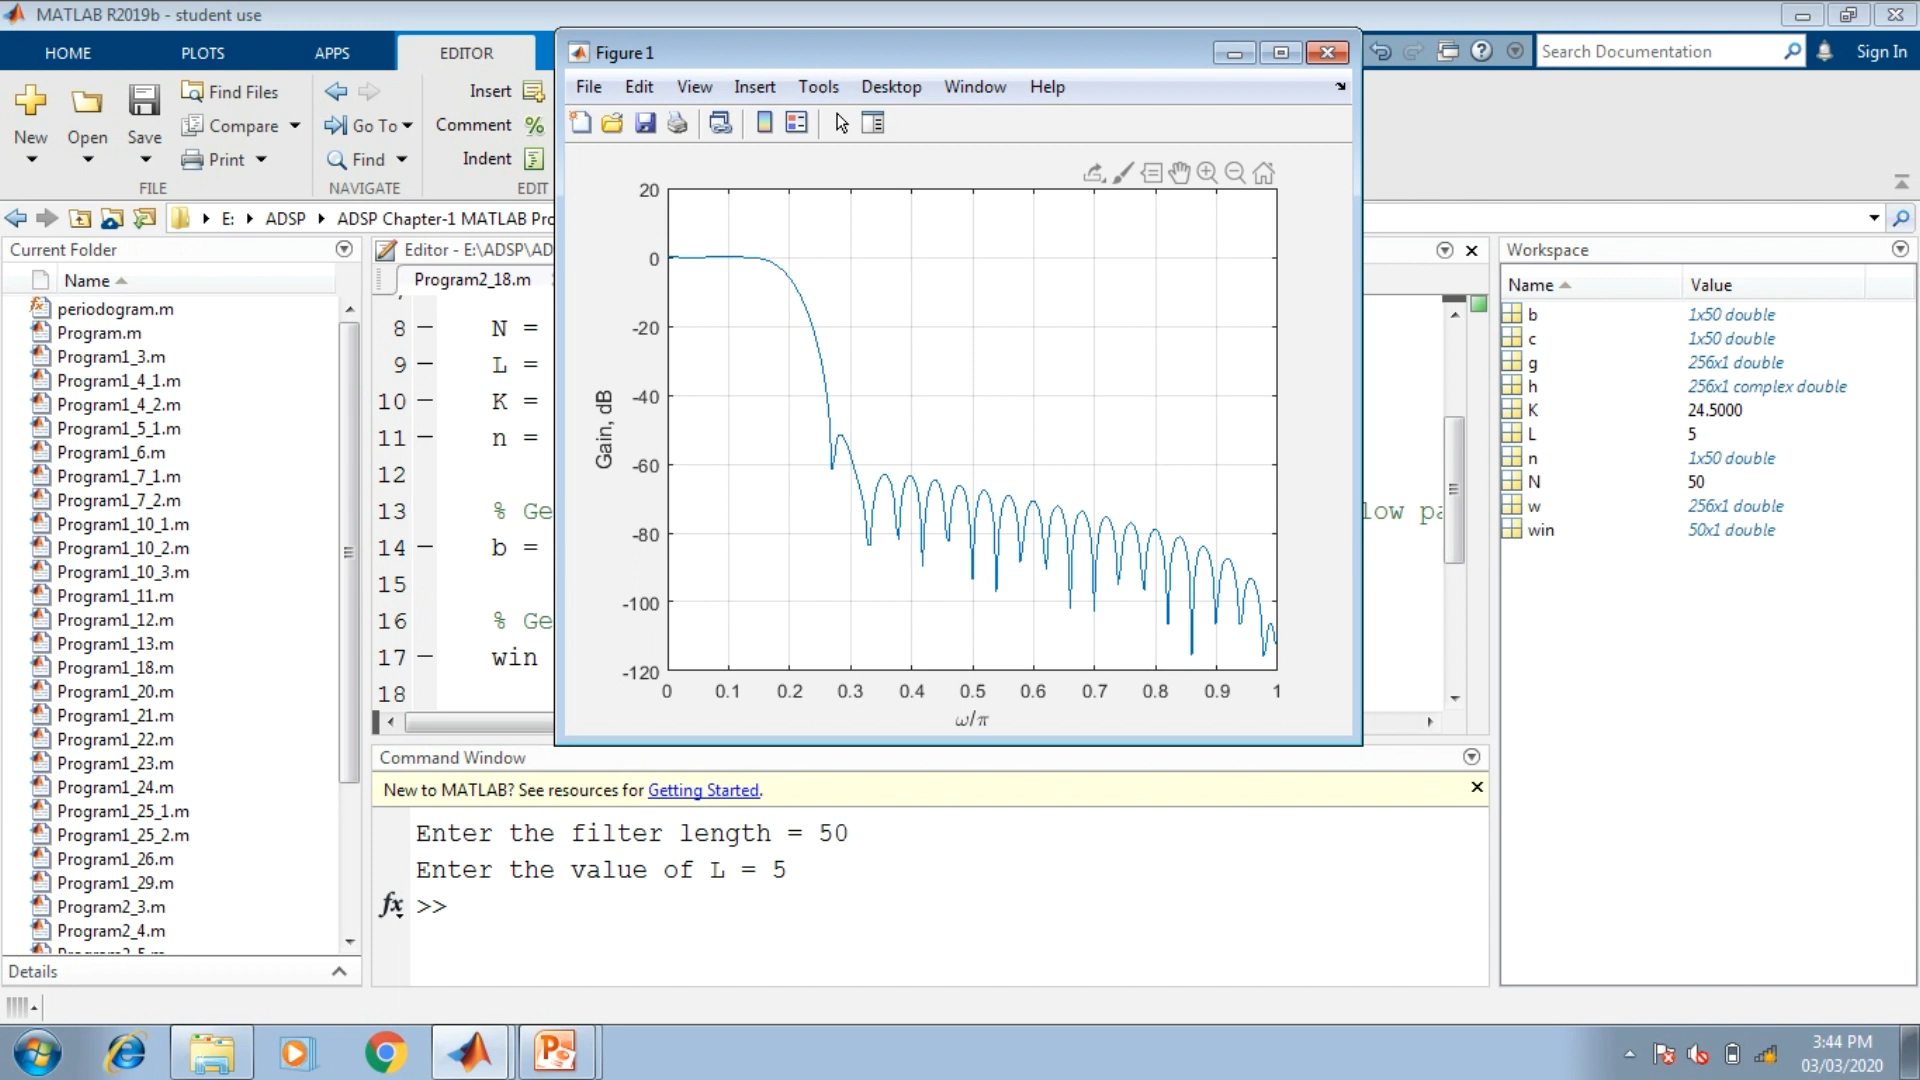 MATLAB R2019b - student use
HOME PLOTS APPS EDITOR
Search Documentation
Sign In
New
Open
Save
Find Files
Compare
Print
FILE
Go To
Find
NAVIGATE
Insert
Comment
Indent
EDIT
E: ADSP ADSP Chapter-1 MATLAB Pro
Current Folder
Name
periodogram.m
Program.m
Program1_3.m
Program1_4_1.m
Program1_4_2.m
Program1_5_1.m
Program1_6.m
Program1_7_1.m
Program1_7_2.m
Program1_10_1.m
Program1_10_2.m
Program1_10_3.m
Program1_11.m
Program1_12.m
Program1_13.m
Program1_18.m
Program1_20.m
Program1_21.m
Program1_22.m
Program1_23.m
Program1_24.m
Program1_25_1.m
Program1_25_2.m
Program1_26.m
Program1_29.m
Program2_3.m
Program2_4.m
Details
Editor - E:\ADSP\AD
Program2_18.m
8 — N =
9 — L =
10 — K =
11 — n =
12
13 % Ge low pa
14 — b =
15
16 % Ge
17 — win
18
Figure 1
File Edit View Insert Tools Desktop Window Help
20
0
-20
-40
-60
-80
-100
-120
Gain, dB
0 0.1 0.2 0.3 0.4 0.5 0.6 0.7 0.8 0.9 1
ω/π
Command Window
New to MATLAB? See resources for Getting Started.
Enter the filter length = 50
Enter the value of L = 5
fx >>
Workspace
Name Value
b 1x50 double
c 1x50 double
g 256x1 double
h 256x1 complex double
K 24.5000
L 5
n 1x50 double
N 50
w 256x1 double
win 50x1 double
3:44 PM
03/03/2020